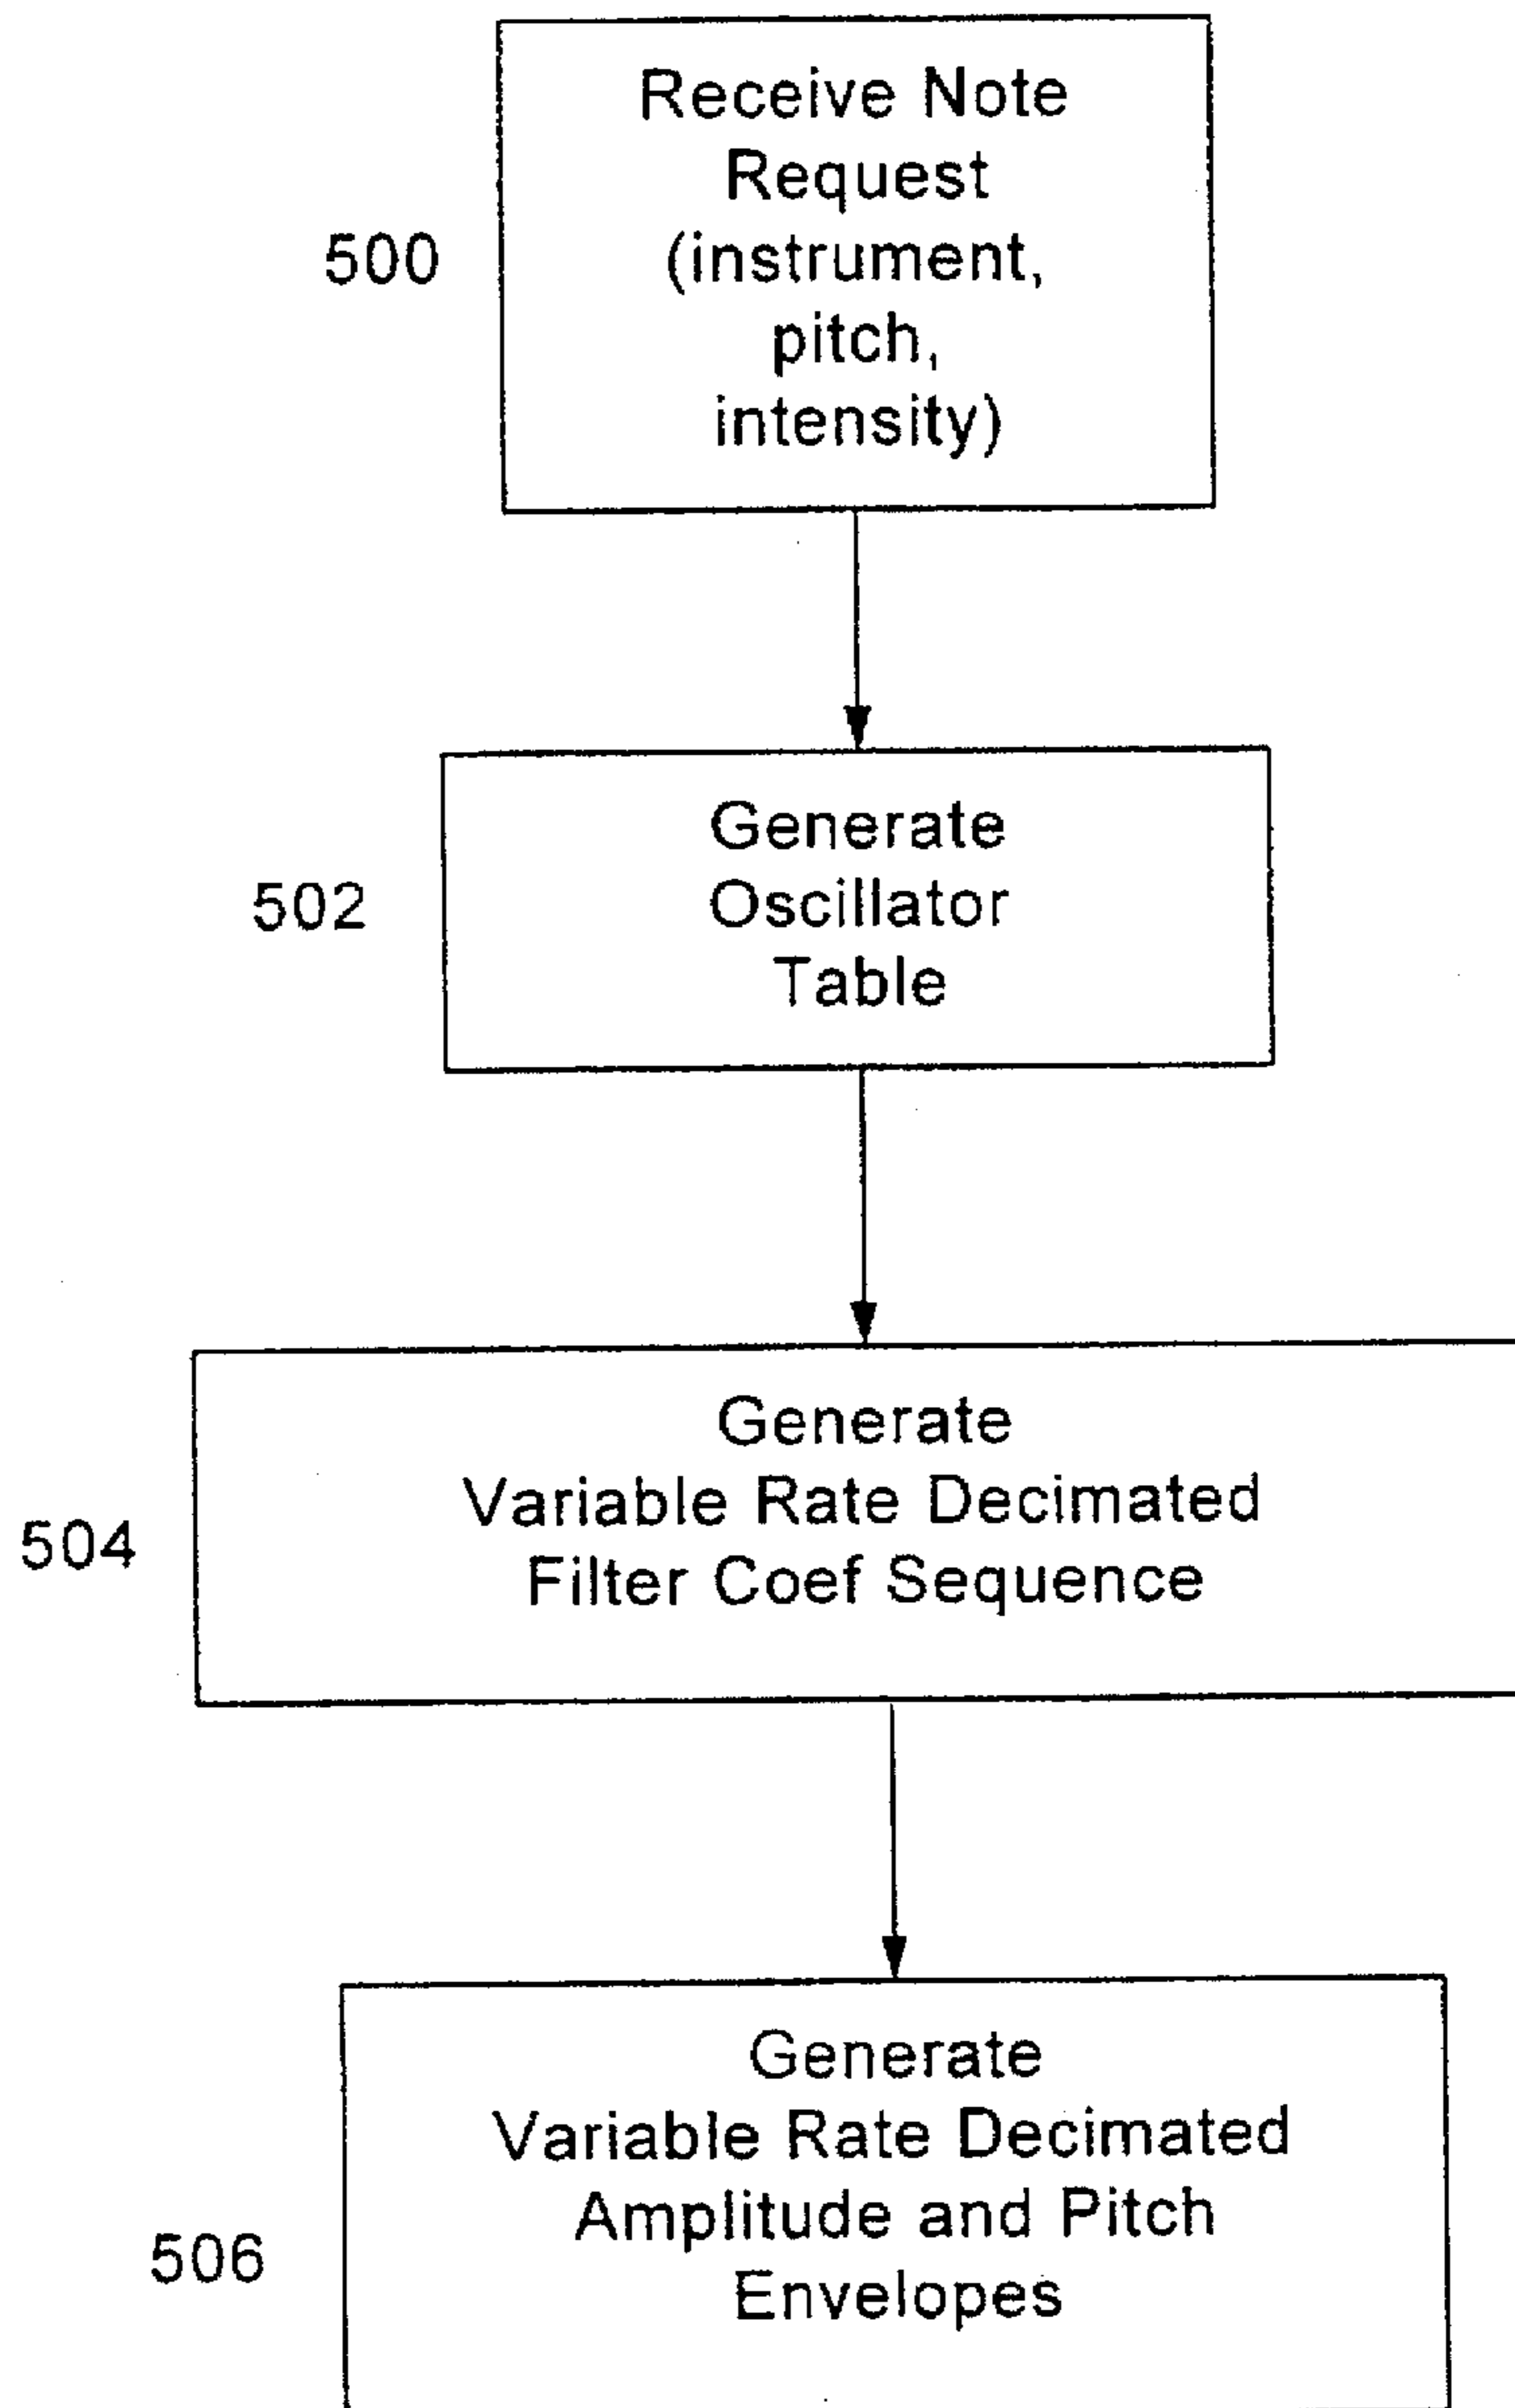 Receive Note
Request
(instrument,
pitch,
intensity)
500
Generate
Oscillator
Table
502
Generate
Variable Rate Decimated
Filter Coef Sequence
504
Generate
Variable Rate Decimated
Amplitude and Pitch
Envelopes
506